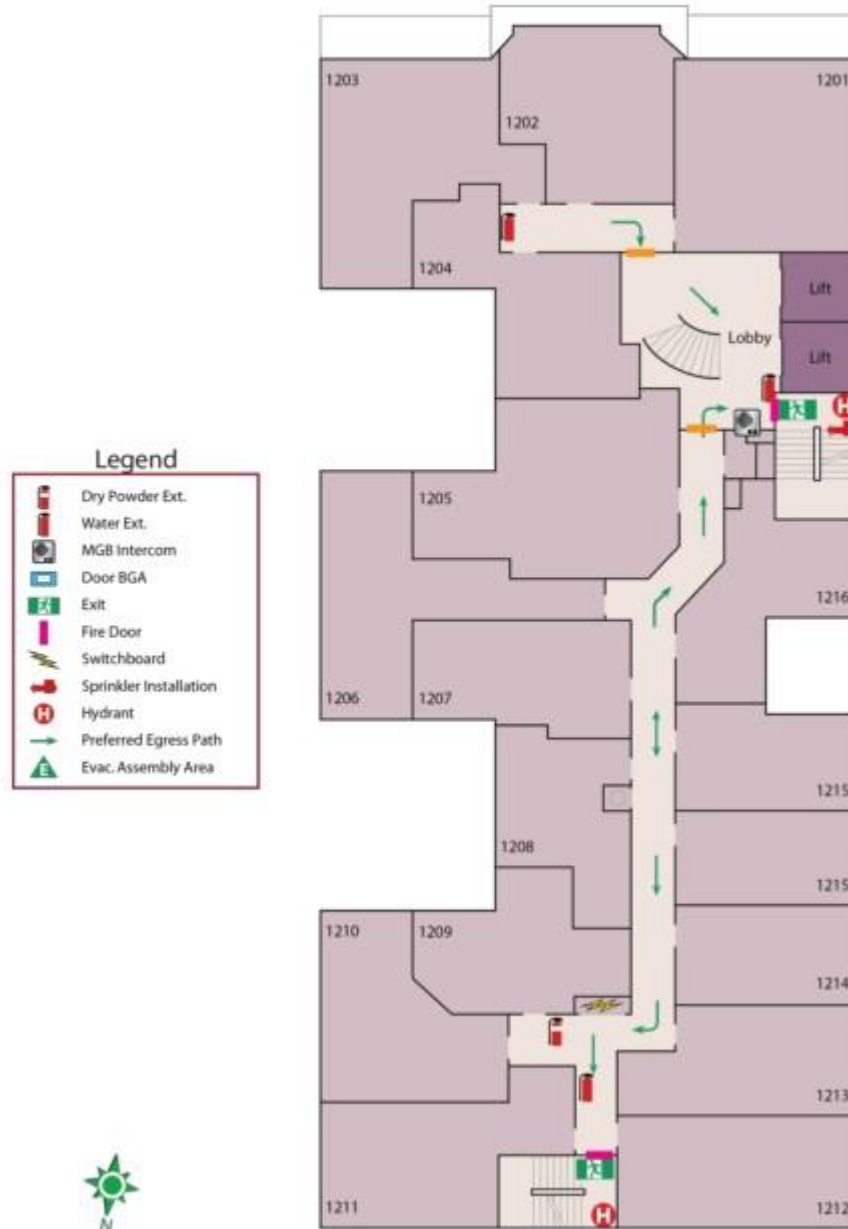 1203
1201
1202
1204
Lift
Lobby
Lift
H
Legend
Dry Powder Ext.
Water Ext.
MGB Intercom
Door BGA
Exit
Fire Door
Switchboard
Sprinkler Installation
H Hydrant
Preferred Egress Path
E Evac. Assembly Area
1205
1216
1206
1207
1215
1208
1215
1210
1209
1214
1213
1211
1212
H
N